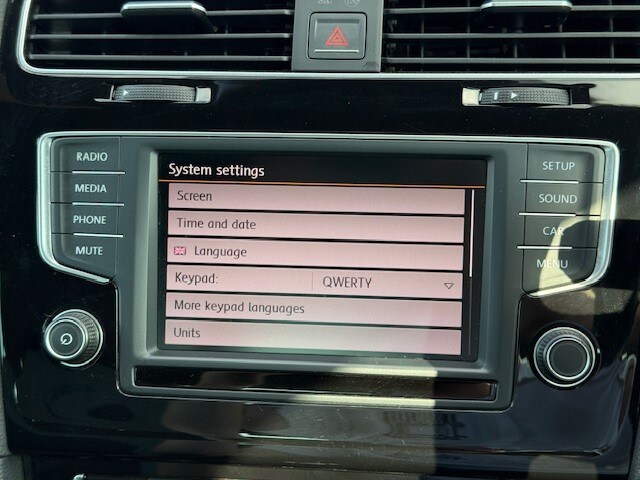 RADIO
MEDIA
PHONE
MUTE
System settings
Screen
Time and date
Language
Keypad: QWERTY
More keypad languages
Units
SETUP
SOUND
CAR
MENU